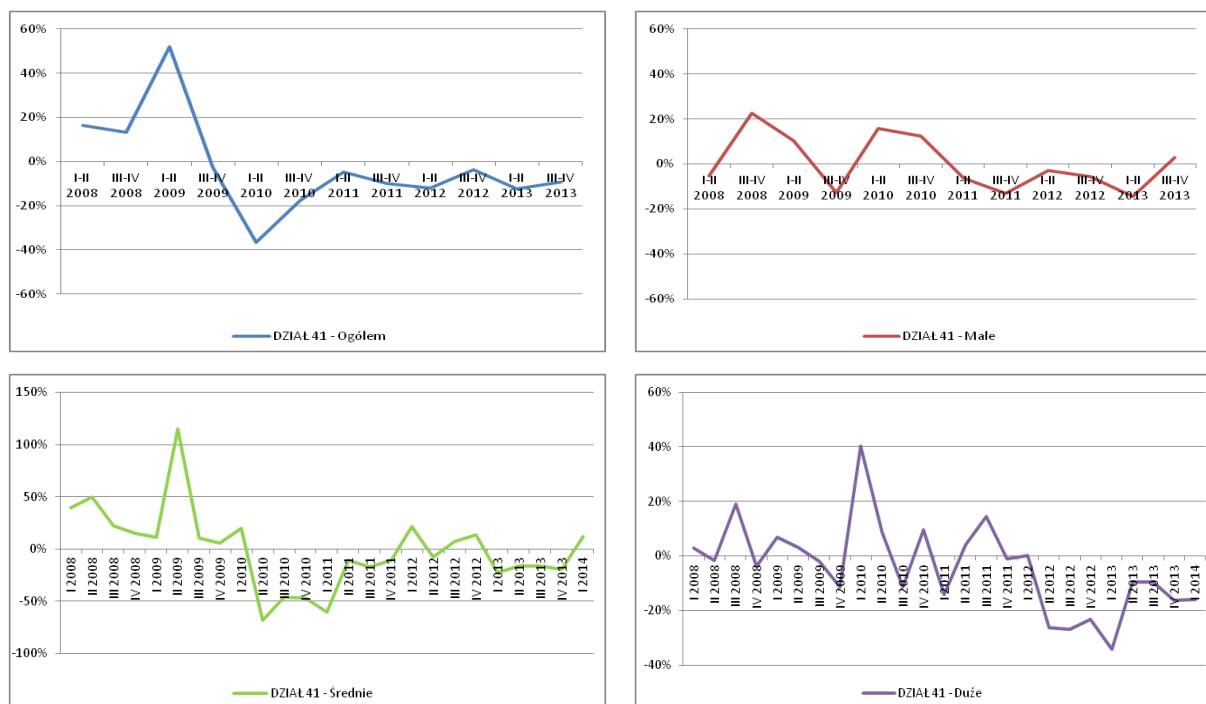 60%
40%
20%
0%
-20%
-40%
-60%
I-II 2008
III-IV 2008
I-II 2009
III-IV 2009
I-II 2010
III-IV 2010
I-II 2011
III-IV 2011
I-II 2012
III-IV 2012
I-II 2013
III-IV 2013
DZIAŁ 41 - Ogółem
60%
40%
20%
0%
-20%
-40%
-60%
I-II 2008
III-IV 2008
I-II 2009
III-IV 2009
I-II 2010
III-IV 2010
I-II 2011
III-IV 2011
I-II 2012
III-IV 2012
I-II 2013
III-IV 2013
DZIAŁ 41 - Małe
150%
100%
50%
0%
-50%
-100%
I 2008
II 2008
III 2008
IV 2008
I 2009
II 2009
III 2009
IV 2009
I 2010
II 2010
III 2010
IV 2010
I 2011
II 2011
III 2011
IV 2011
I 2012
II 2012
III 2012
IV 2012
I 2013
II 2013
III 2013
IV 2013
I 2014
DZIAŁ 41 - Średnie
60%
40%
20%
0%
-20%
-40%
I 2008
II 2008
III 2008
IV 2008
I 2009
II 2009
III 2009
IV 2009
I 2010
II 2010
III 2010
IV 2010
I 2011
II 2011
III 2011
IV 2011
I 2012
II 2012
III 2012
IV 2012
I 2013
II 2013
III 2013
IV 2013
I 2014
DZIAŁ 41 - Duże